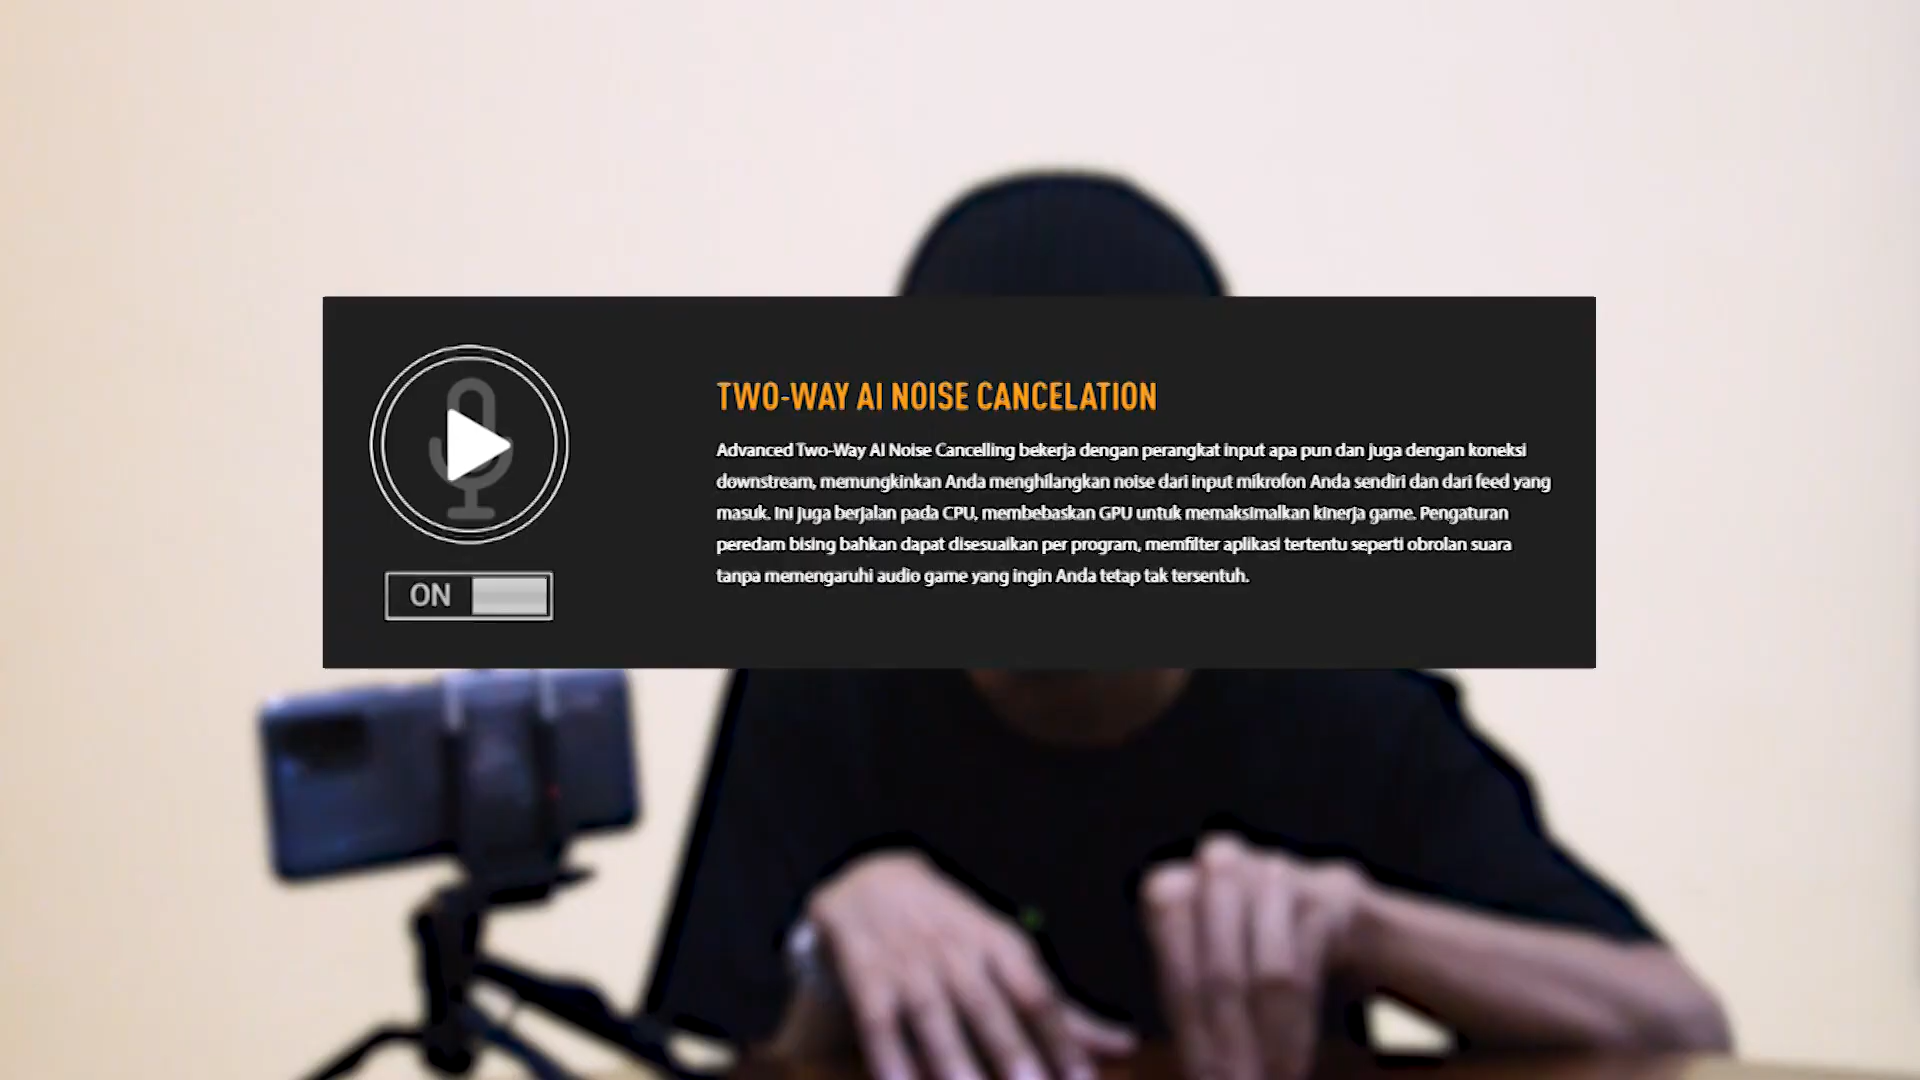 TWO-WAY AI NOISE CANCELATION
Advanced Two-Way AI Noise Cancelling bekerja dengan perangkat input apa pun dan juga dengan koneksi
downstream, memungkinkan Anda menghilangkan noise dari input mikrofon Anda sendiri dan dari feed yang
masuk. Ini juga berjalan pada CPU, membebaskan GPU untuk memaksimalkan kinerja game. Pengaturan
peredam bising bahkan dapat disesuaikan per program, memfilter aplikasi tertentu seperti obrolan suara
tanpa memengaruhi audio game yang ingin Anda tetap tak tersentuh.
ON